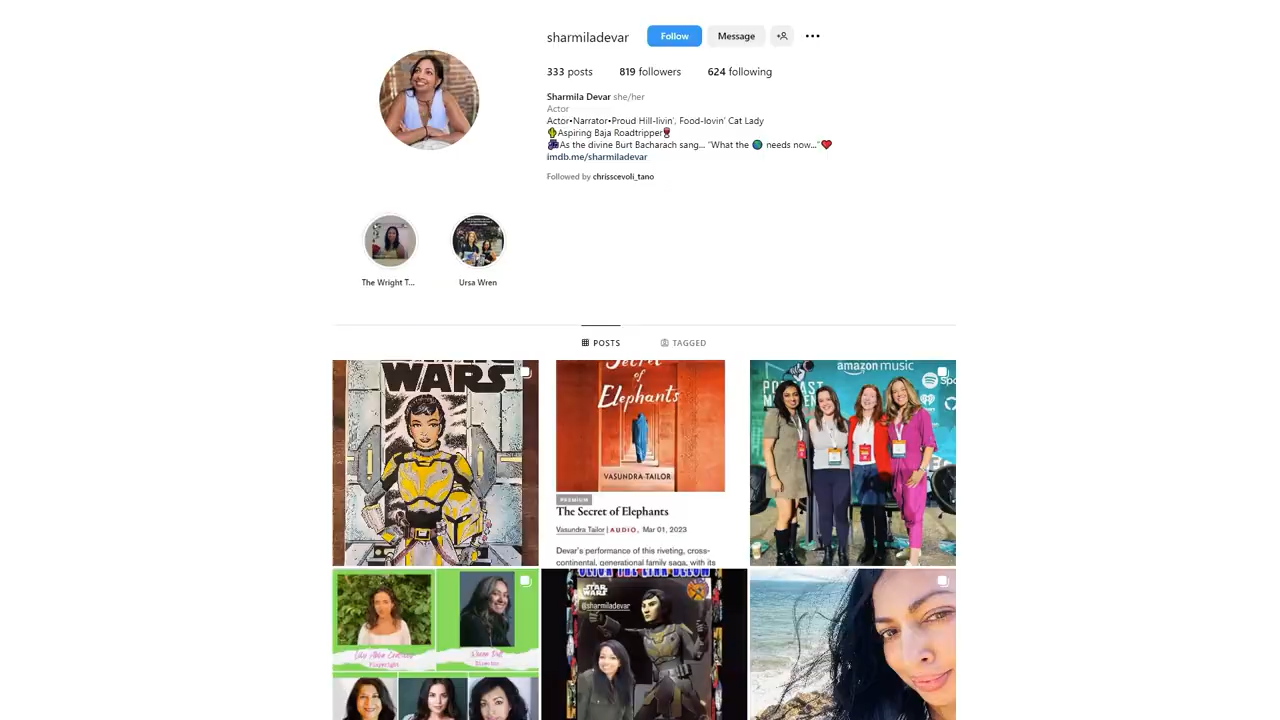 sharmiladevar Follow Message
333 posts 819 followers 624 following
Sharmila Devar she/her
Actor
Actor•Narrator•Proud Hill-livin', Food-lovin' Cat Lady
Aspiring Baja Roadtripper
As the divine Burt Bacharach sang... "What the 🌎 needs now..."❤️
imdb.me/sharmiladevar
Followed by chrisscevoli_tano
The Wright T...
Ursa Wren
POSTS TAGGED
WARS
Secret
of
Elephants
VASUNDRA TAILOR
PREMIUM
The Secret of Elephants
Vasundra Tailor | AUDIO, Mar 01, 2023
Devar's performance of this riveting, cross-
continental, generational family saga, with its
amazon music
PODCAST
Playwright
STAR
WARS
@sharmiladevar